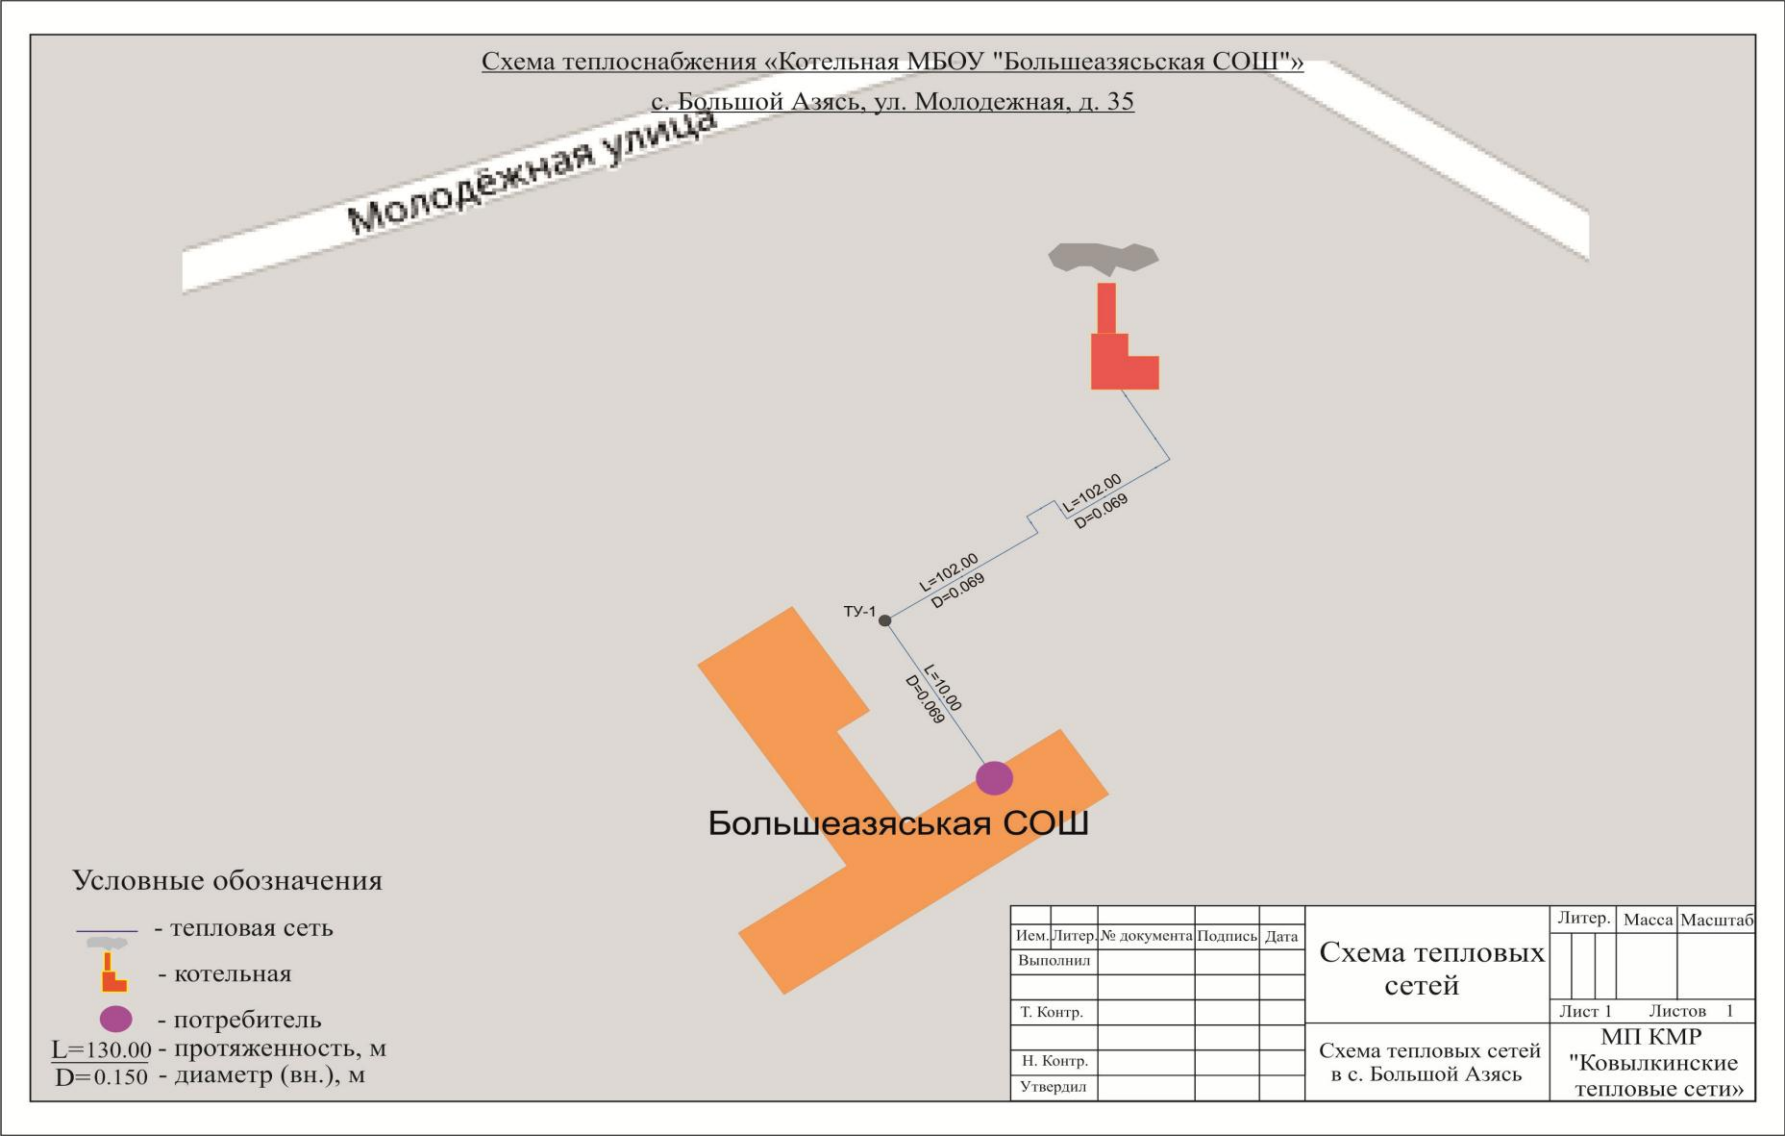 Схема теплоснабжения «Котельная МБОУ "Большеазясьская СОШ"»
с. Большой Азясь, ул. Молодежная, д. 35
Молодёжная улица
L=102.00
D=0.069
L=102.00
D=0.069
ТУ-1
L=10.00
D=0.069
Большеазяськая СОШ
Условные обозначения
- тепловая сеть
- котельная
- потребитель
L=130.00 - протяженность, м
D=0.150 - диаметр (вн.), м
Ием. Литер. № документа Подпись Дата
Выполнил
Т. Контр.
Н. Контр.
Утвердил
Схема тепловых
сетей
Схема тепловых сетей
в с. Большой Азясь
Литер. Масса Масштаб
Лист 1 Листов 1
МП КМР
"Ковылкинские
тепловые сети»